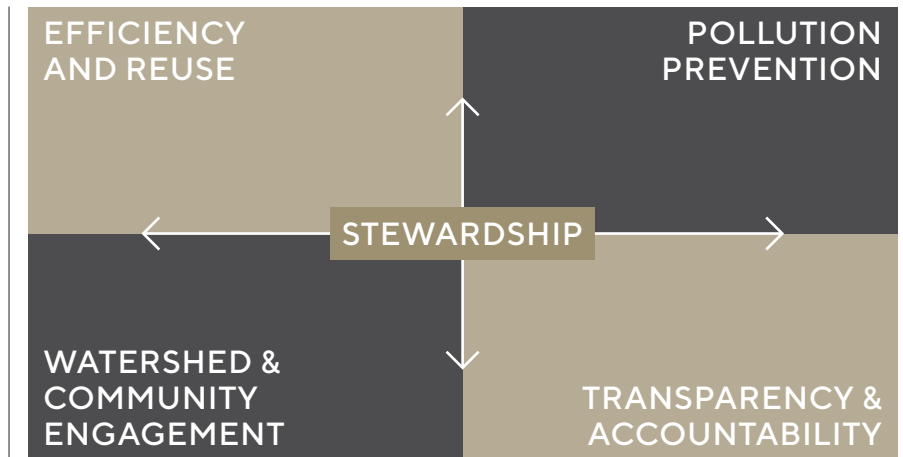 EFFICIENCY
AND REUSE
POLLUTION
PREVENTION
STEWARDSHIP
WATERSHED &
COMMUNITY
ENGAGEMENT
TRANSPARENCY &
ACCOUNTABILITY